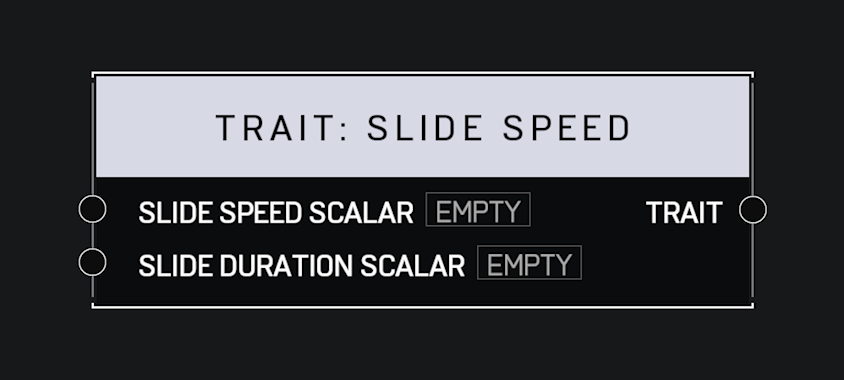 TRAIT: SLIDE SPEED
SLIDE SPEED SCALAR EMPTY TRAIT
SLIDE DURATION SCALAR EMPTY